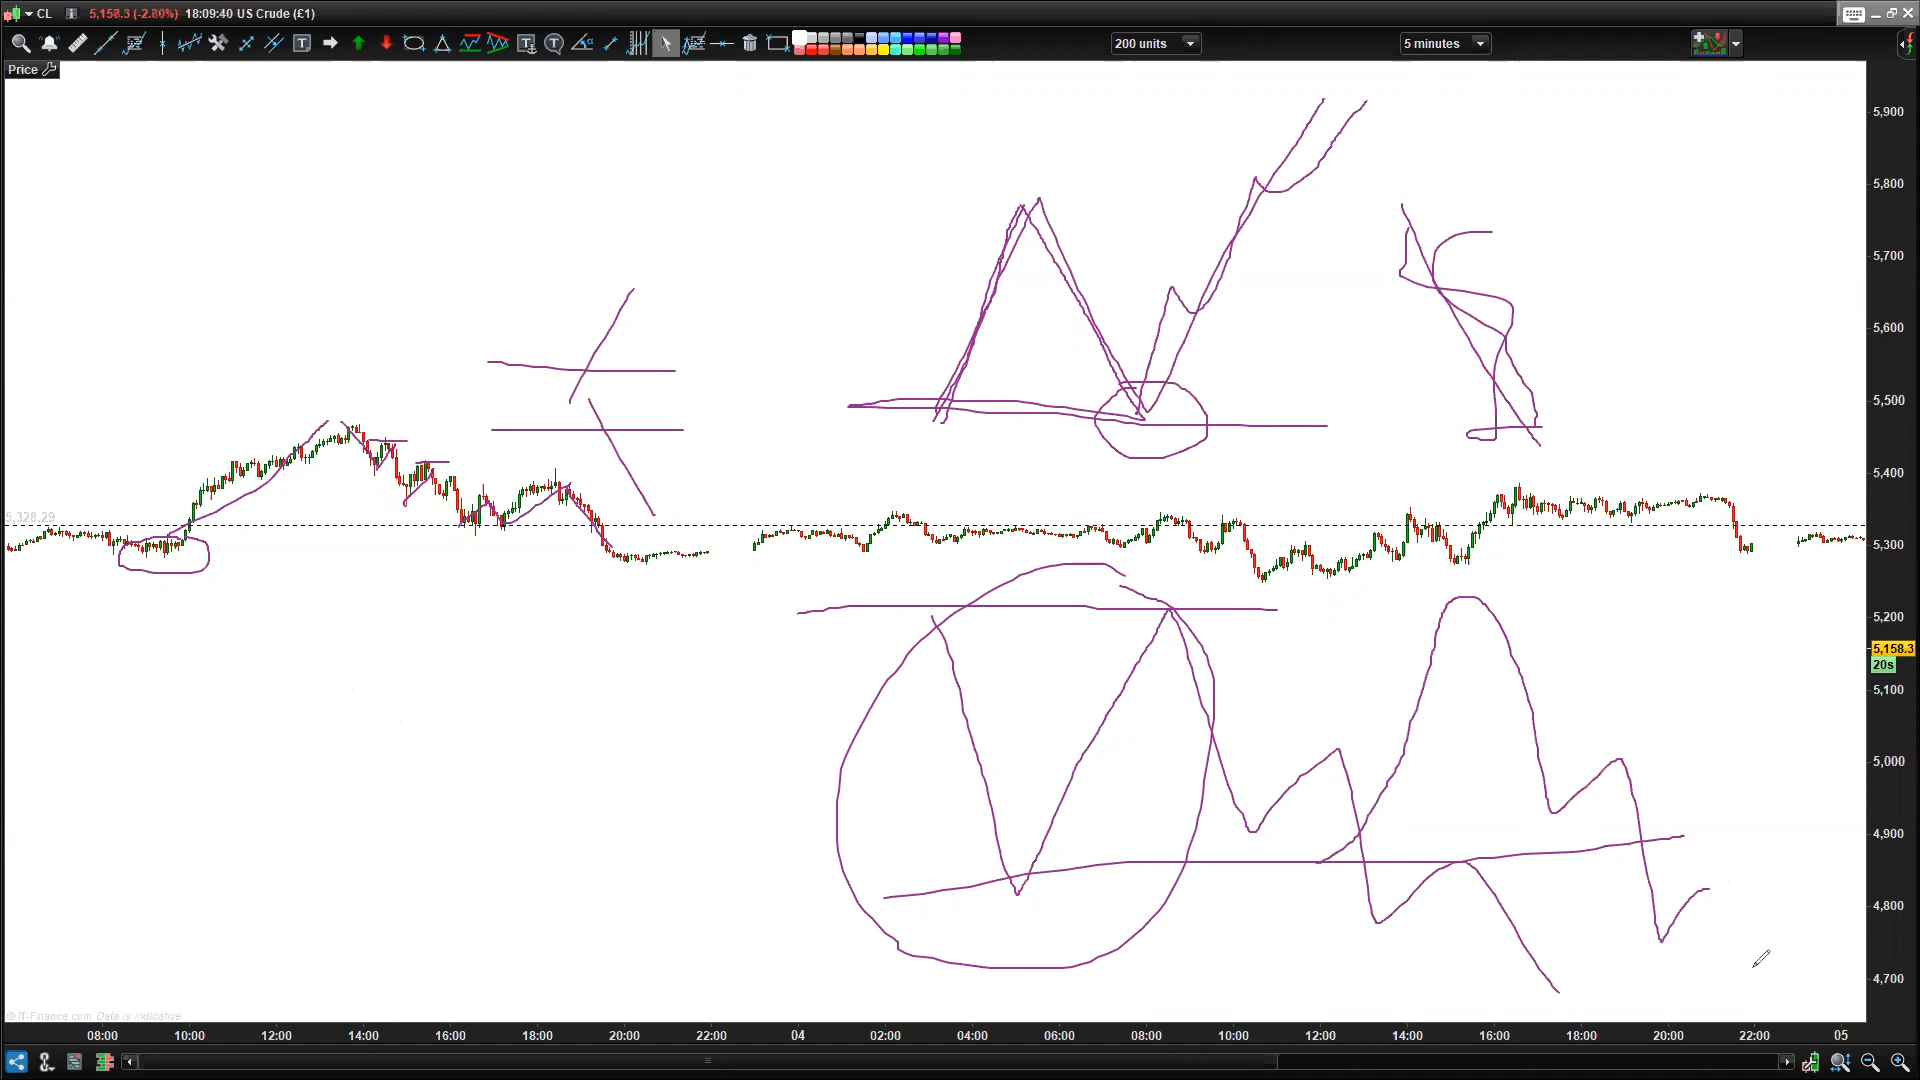 CL 5,158.3 (-2.80%) 18:09:40 US Crude (£1)
200 units
5 minutes
Price
5,900
5,800
5,700
5,600
5,500
5,400
5,328.29
5,300
5,200
5,158.3
20s
5,100
5,000
4,900
4,800
4,700
© IT-Finance.com Data is indicative
08:00 10:00 12:00 14:00 16:00 18:00 20:00 22:00 04 02:00 04:00 06:00 08:00 10:00 12:00 14:00 16:00 18:00 20:00 22:00 05